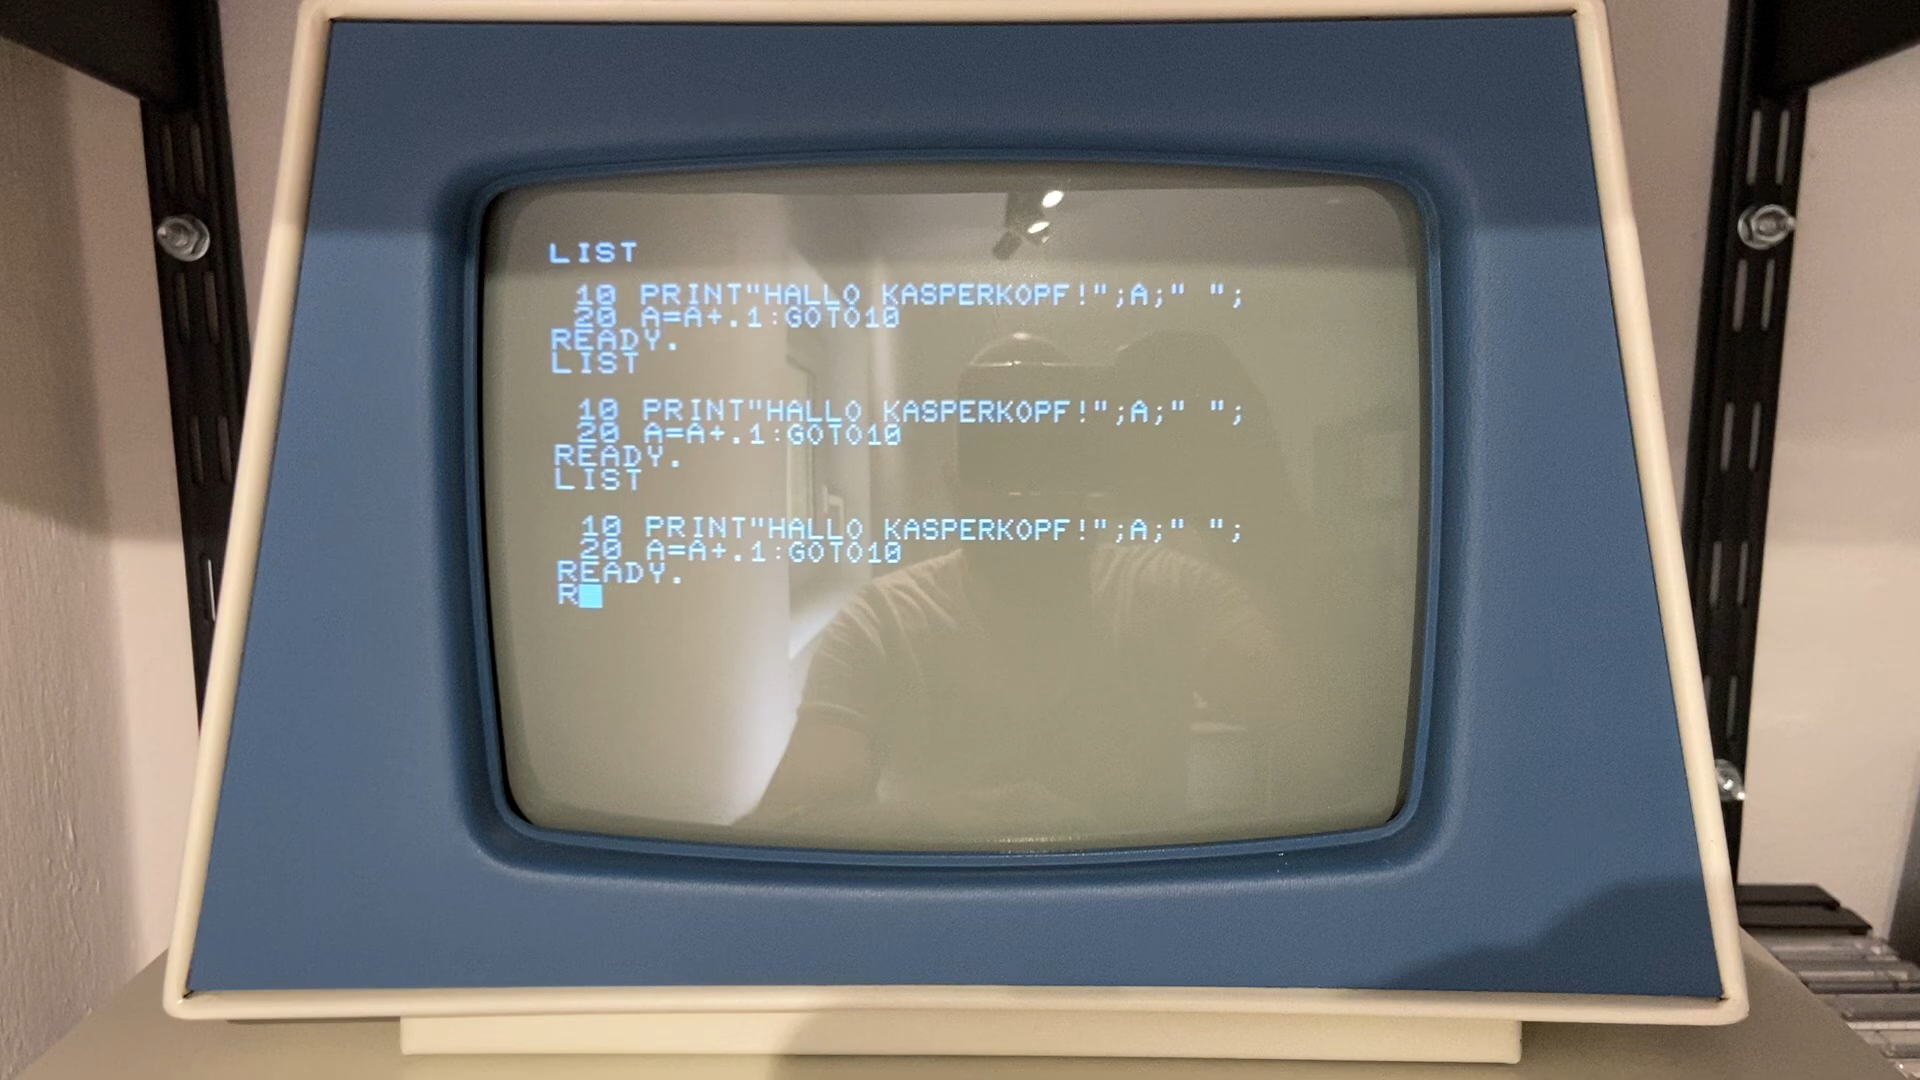 LIST
10 PRINT"HALLO KASPERKOPF!";A;" ";
20 A=A+.1:GOTO10
READY.
LIST
10 PRINT"HALLO KASPERKOPF!";A;" ";
20 A=A+.1:GOTO10
READY.
LIST
10 PRINT"HALLO KASPERKOPF!";A;" ";
20 A=A+.1:GOTO10
READY.
R